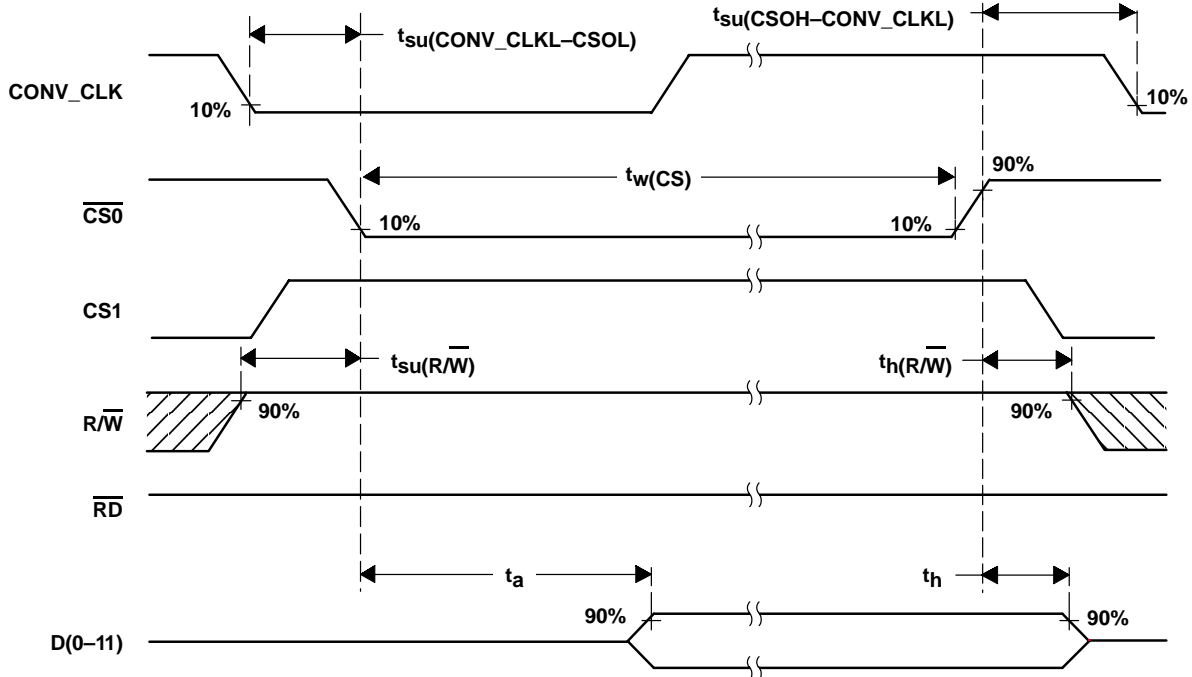 tsu(CONV_CLKL–CSOL)
tsu(CSOH–CONV_CLKL)
CONV_CLK
10%
10%
tw(CS)
90%
CS0
10%
10%
CS1
tsu(R/W)
th(R/W)
R/W
90%
90%
RD
ta
th
90%
90%
D(0–11)